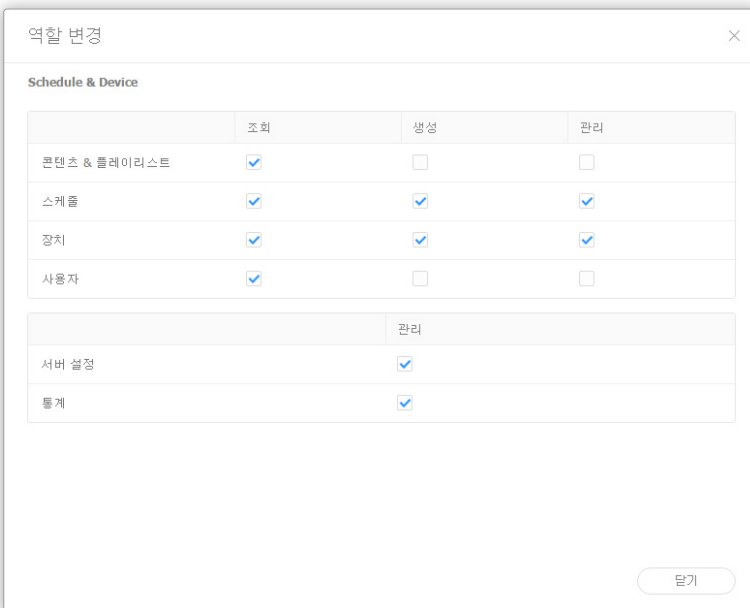 역할 변경
Schedule & Device
조회 생성 관리
콘텐츠 & 플레이리스트
스케줄
장치
사용자
관리
서버 설정
통계
닫기